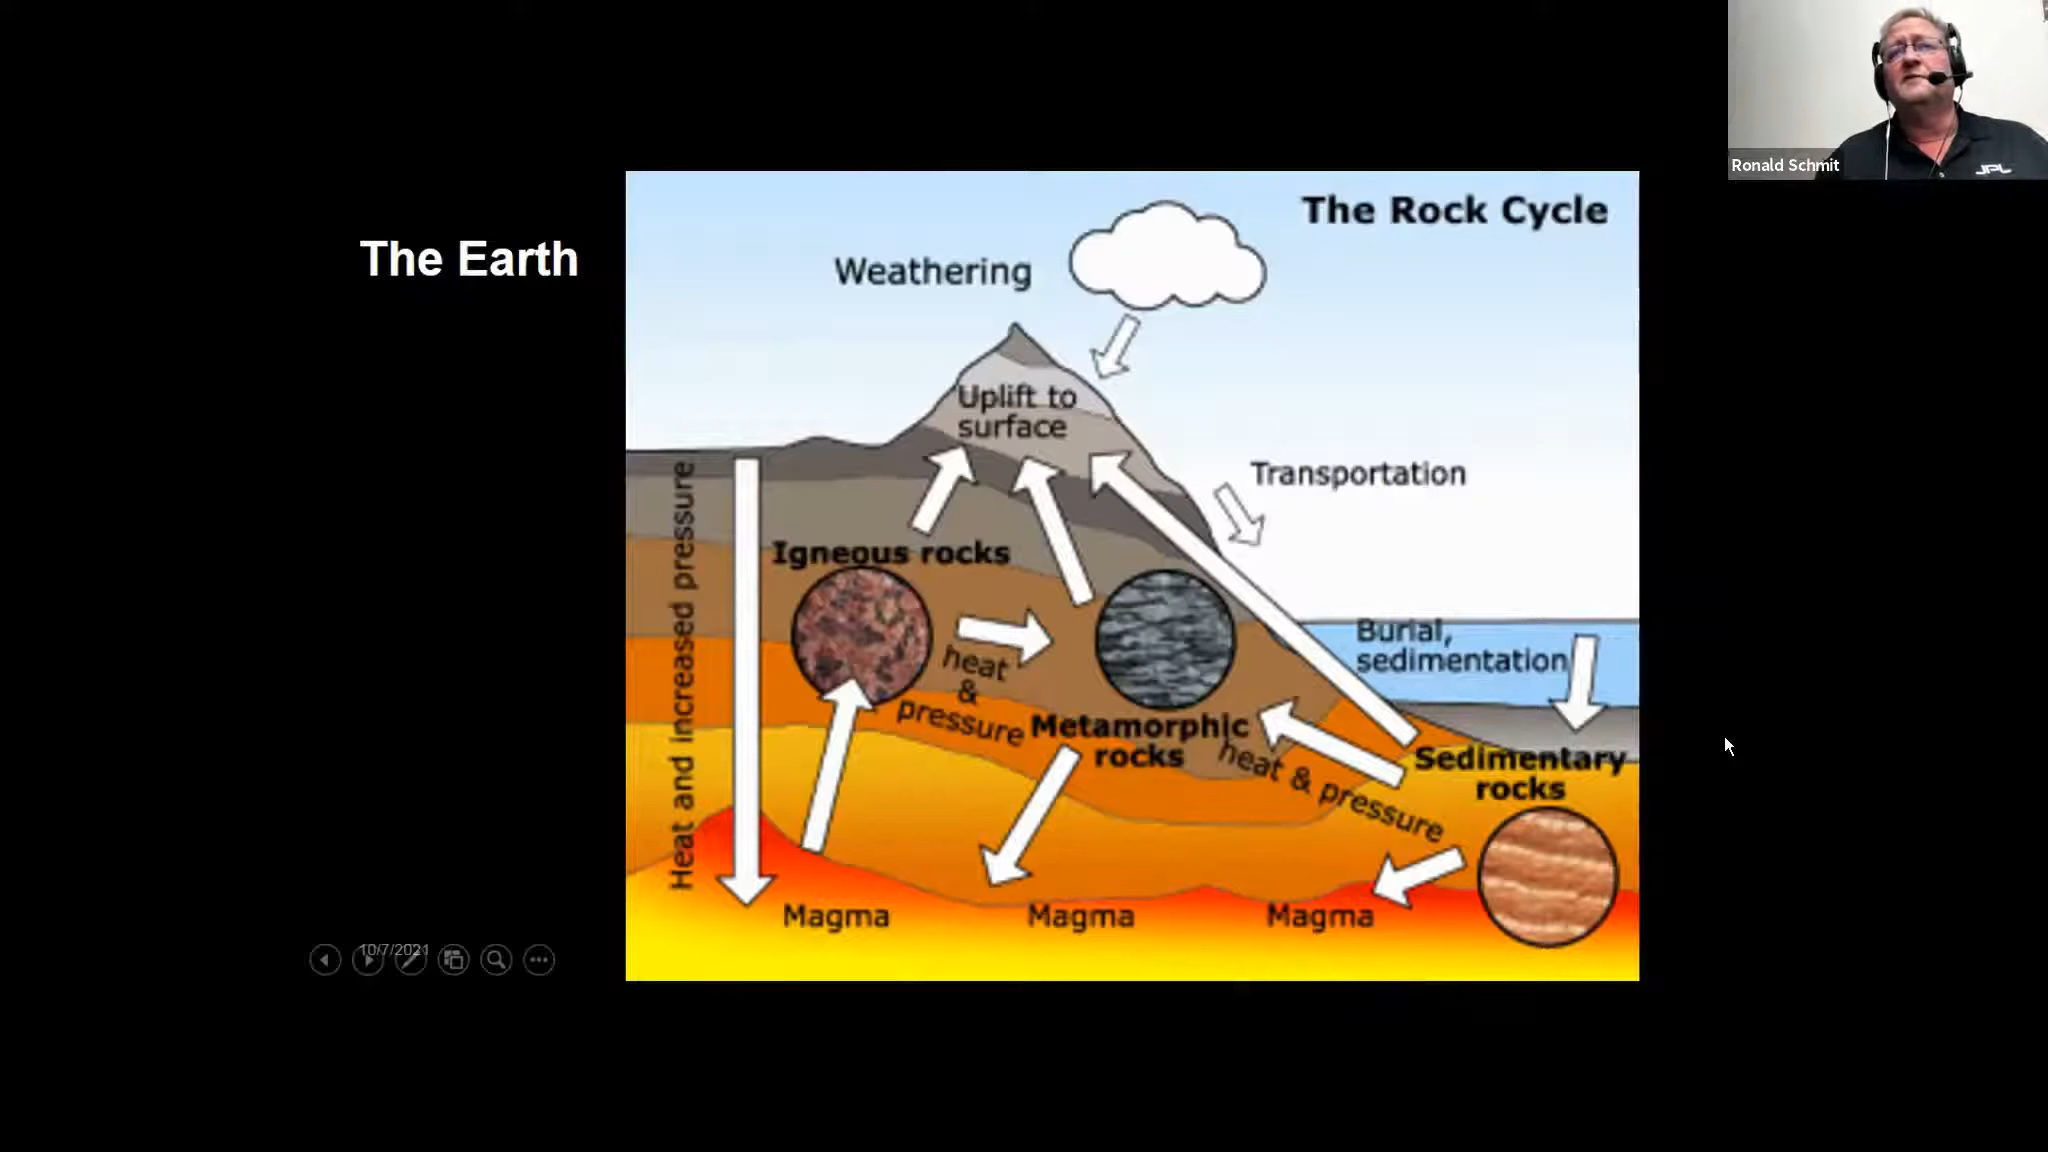 Ronald Schmit
JPL
The Earth
The Rock Cycle
Weathering
Uplift to
surface
Transportation
Heat and increased pressure
Igneous rocks
heat
&
pressure
Metamorphic
rocks
Burial,
sedimentation
heat & pressure
Sedimentary
rocks
Magma
Magma
Magma
10/7/2021